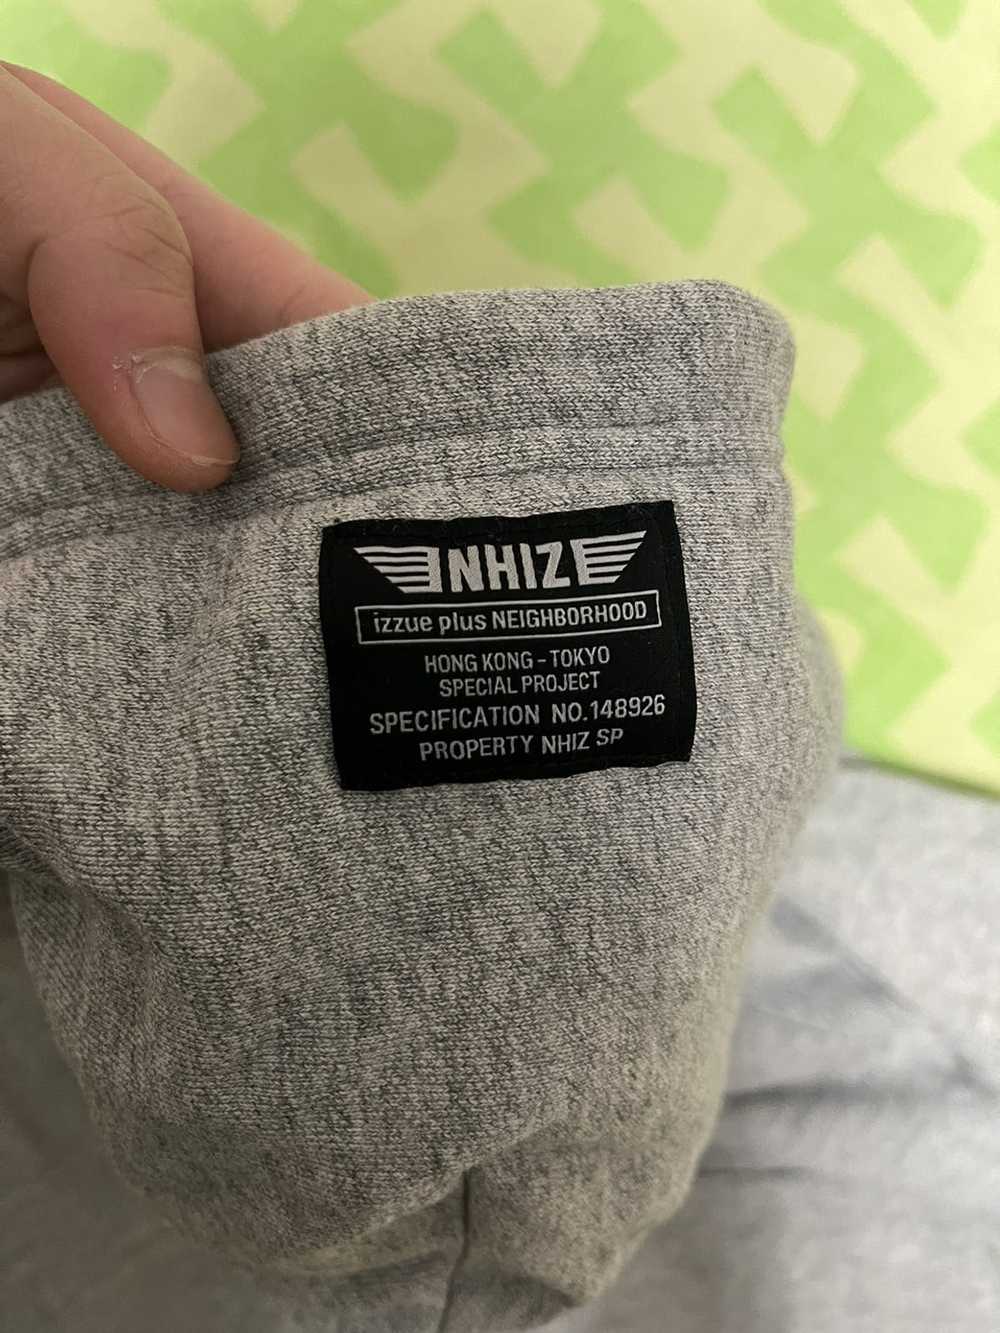 NHIZ
izzue plus NEIGHBORHOOD
HONG KONG - TOKYO
SPECIAL PROJECT
SPECIFICATION NO.148926
PROPERTY NHIZ SP